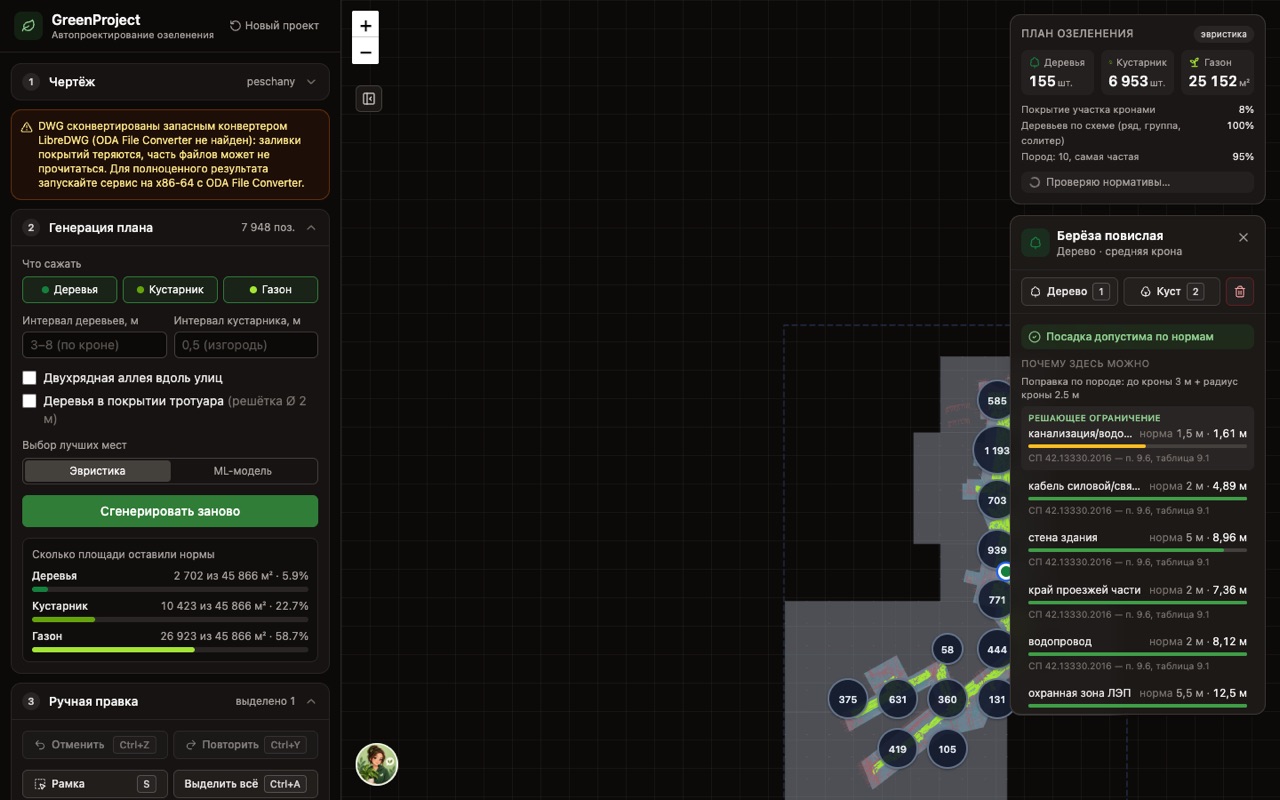 GreenProject
Автопроектирование озеленения
Новый проект
1 Чертёж peschany
DWG сконвертированы запасным конвертером
LibreDWG (ODA File Converter не найден): заливки
покрытий теряются, часть файлов может не
прочитаться. Для полноценного результата
запускайте сервис на x86-64 с ODA File Converter.
2 Генерация плана 7 948 поз.
Что сажать
Деревья Кустарник Газон
Интервал деревьев, м Интервал кустарника, м
3–8 (по кроне) 0,5 (изгородь)
Двухрядная аллея вдоль улиц
Деревья в покрытии тротуара (решётка Ø 2
м)
Выбор лучших мест
Эвристика ML-модель
Сгенерировать заново
Сколько площади оставили нормы
Деревья 2 702 из 45 866 м² · 5.9%
Кустарник 10 423 из 45 866 м² · 22.7%
Газон 26 923 из 45 866 м² · 58.7%
3 Ручная правка выделено 1
Отменить Ctrl+Z Повторить Ctrl+Y
Рамка S Выделить всё Ctrl+A
+
−
585
1 193
703
939
771
58 444
375 631 360 131
419 105
ПЛАН ОЗЕЛЕНЕНИЯ эвристика
Деревья Кустарник Газон
155 шт. 6 953 шт. 25 152 м²
Покрытие участка кронами 8%
Деревьев по схеме (ряд, группа, 100%
солитер)
Пород: 10, самая частая 95%
Проверяю нормативы…
Берёза повислая
Дерево · средняя крона
Дерево 1 Куст 2
Посадка допустима по нормам
ПОЧЕМУ ЗДЕСЬ МОЖНО
Поправка по породе: до кроны 3 м + радиус
кроны 2.5 м
РЕШАЮЩЕЕ ОГРАНИЧЕНИЕ
канализация/водо… норма 1,5 м · 1,61 м
СП 42.13330.2016 — п. 9.6, таблица 9.1
кабель силовой/свя… норма 2 м · 4,89 м
СП 42.13330.2016 — п. 9.6, таблица 9.1
стена здания норма 5 м · 8,96 м
СП 42.13330.2016 — п. 9.6, таблица 9.1
край проезжей части норма 2 м · 7,36 м
СП 42.13330.2016 — п. 9.6, таблица 9.1
водопровод норма 2 м · 8,12 м
СП 42.13330.2016 — п. 9.6, таблица 9.1
охранная зона ЛЭП норма 5,5 м · 12,5 м